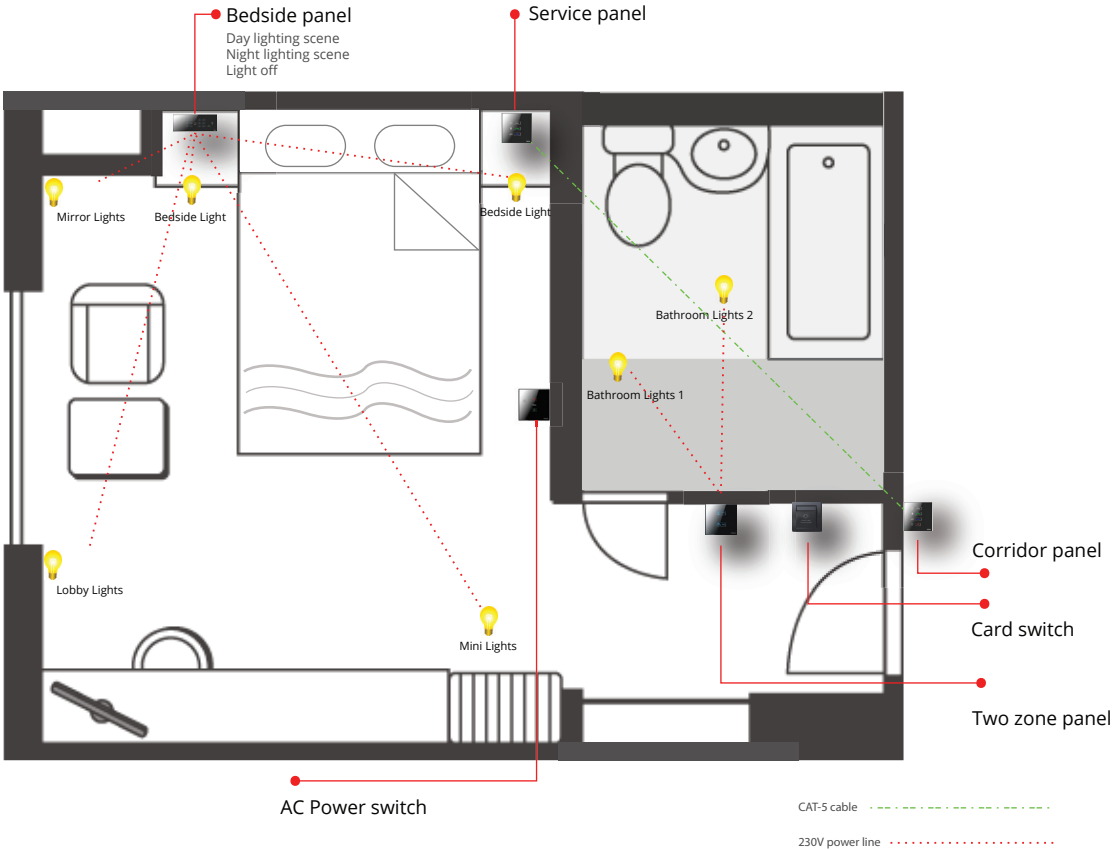 Bedside panel
Day lighting scene
Night lighting scene
Light off
Service panel
Mirror Lights
Bedside Light
Bedside Light
Bathroom Lights 2
Bathroom Lights 1
Lobby Lights
Mini Lights
Corridor panel
Card switch
Two zone panel
AC Power switch
CAT-5 cable
230V power line